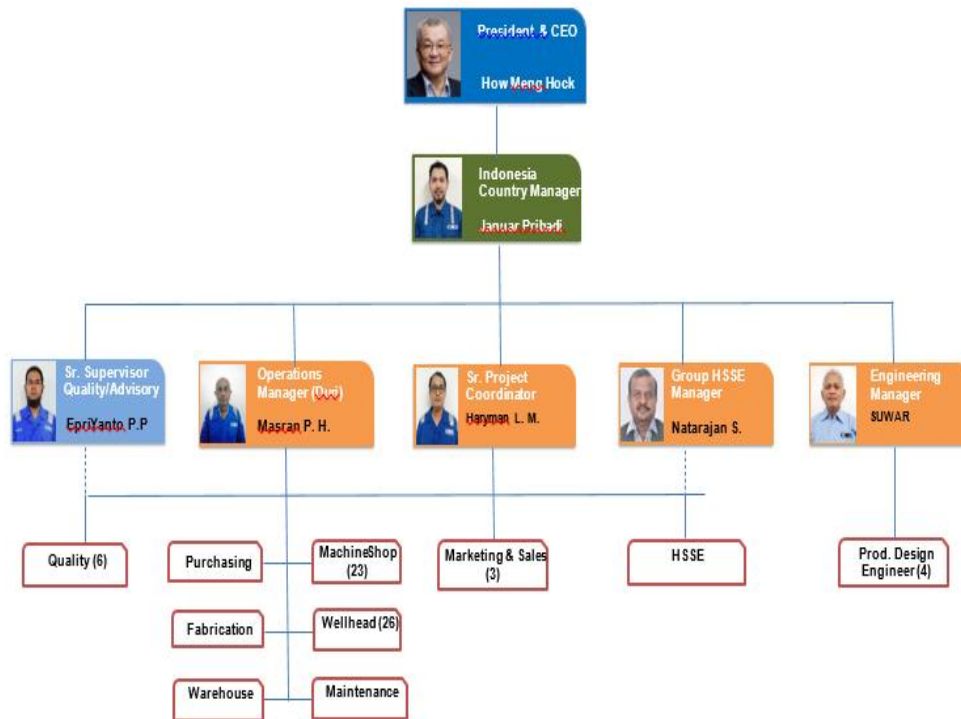 President & CEO
How Meng Hock
Indonesia
Country Manager
Januar Pribadi
Sr. Supervisor
Quality/Advisory
EpriYanto P.P
Operations
Manager (Duri)
Masran P. H.
Sr. Project
Coordinator
Haryman L. M.
Group HSSE
Manager
Natarajan S.
Engineering
Manager
SUWAR
Quality (6)
Purchasing
MachineShop
(23)
Marketing & Sales
(3)
HSSE
Prod. Design
Engineer (4)
Fabrication
Wellhead (26)
Warehouse
Maintenance